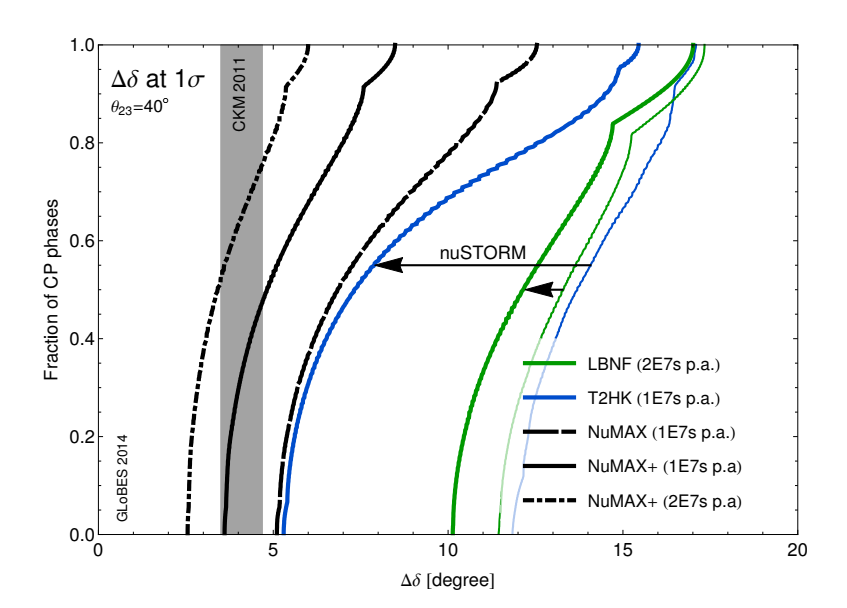 Δδ at 1σ
θ23=40°
CKM 2011
nuSTORM
LBNF (2E7s p.a.)
T2HK (1E7s p.a.)
NuMAX (1E7s p.a.)
NuMAX+ (1E7s p.a)
NuMAX+ (2E7s p.a)
GLoBES 2014
Fraction of CP phases
1.0
0.8
0.6
0.4
0.2
0.0
0 5 10 15 20
Δδ [degree]